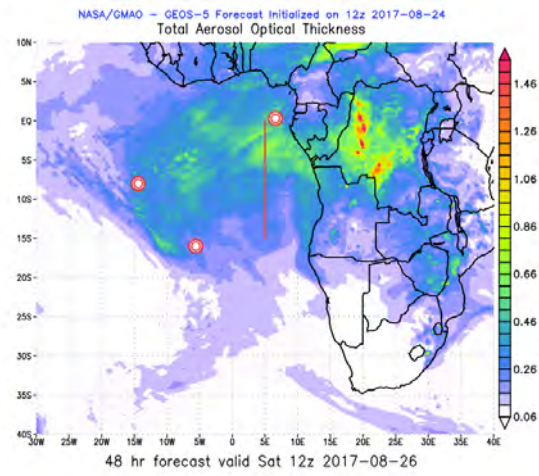 NASA/GMAO - GEOS-5 Forecast Initialized on 12z 2017-08-24
Total Aerosol Optical Thickness
10N
5N
EQ
5S
10S
15S
20S
25S
30S
35S
40S
30W 25W 20W 15W 10W 5W 0 5E 10E 15E 20E 25E 30E 35E 40E
1.46
1.26
1.06
0.86
0.66
0.46
0.26
0.06
48 hr forecast valid Sat 12z 2017-08-26